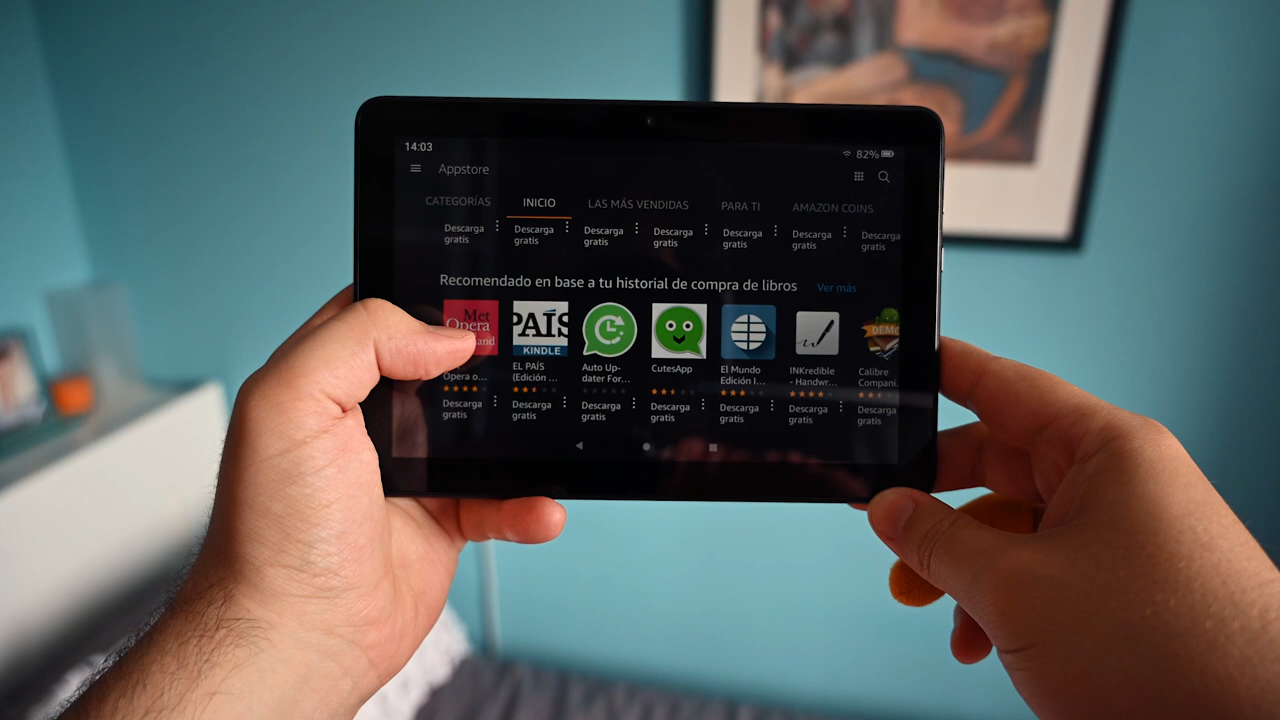 14:03
82%
Appstore
CATEGORÍAS INICIO LAS MÁS VENDIDAS PARA TI AMAZON COINS
Descarga Descarga Descarga Descarga Descarga Descarga Descarga
gratis gratis gratis gratis gratis gratis gratis
Recomendado en base a tu historial de compra de libros Ver más
Met
Opera
PAÍS
KINDLE
DEMO
Opera o...
EL PAÍS
(Edición ...
Auto Up-
dater For...
CutesApp
El Mundo
Edición I...
INKredible
- Handwr...
Calibre
Compani...
Descarga Descarga Descarga Descarga Descarga Descarga Descarga
gratis gratis gratis gratis gratis gratis gratis